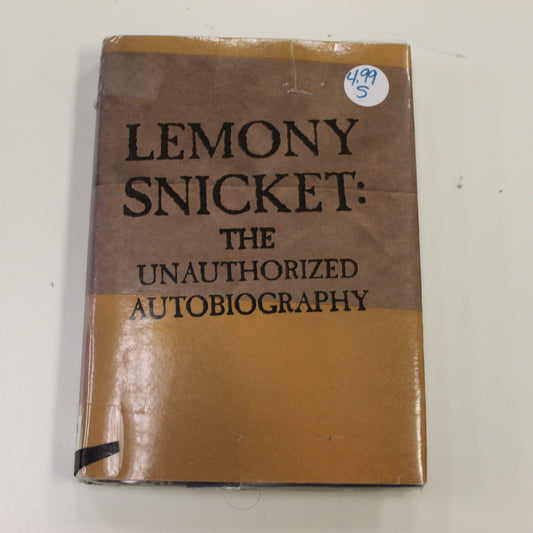 4.99
S
LEMONY
SNICKET:
THE
UNAUTHORIZED
AUTOBIOGRAPHY